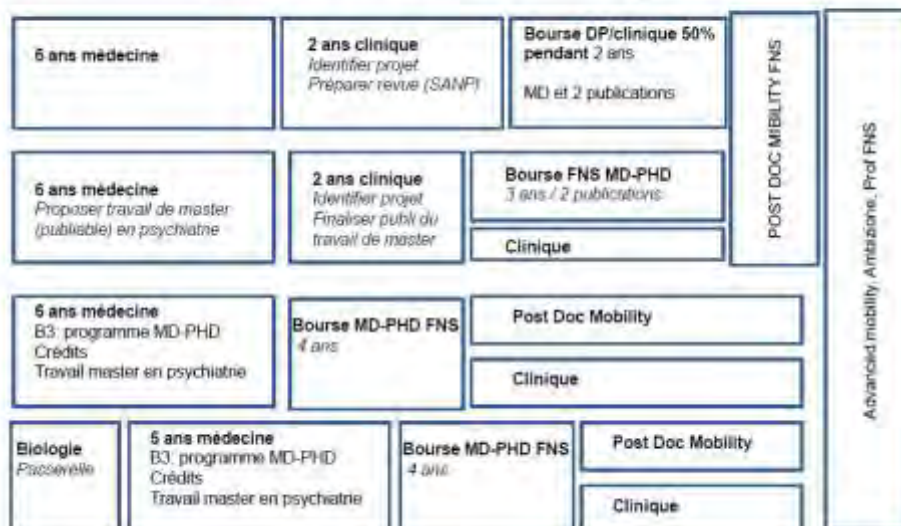 6 ans médecine
2 ans clinique
Identifier projet
Préparer revue (SANP)
Bourse DP/clinique 50%
pendant 2 ans
MD et 2 publications
POST DOC MIBILITY FNS
Advanced mobility, Ambizione, Prof FNS
6 ans médecine
Proposer travail de master
(publiable) en psychiatrie
2 ans clinique
Identifier projet
Finaliser publi du
travail de master
Bourse FNS MD-PHD
3 ans / 2 publications
Clinique
6 ans médecine
B3: programme MD-PHD
Crédits
Travail master en psychiatrie
Bourse MD-PHD FNS
4 ans
Post Doc Mobility
Clinique
Biologie
Passerelle
6 ans médecine
B3: programme MD-PHD
Crédits
Travail master en psychiatrie
Bourse MD-PHD FNS
4 ans
Post Doc Mobility
Clinique